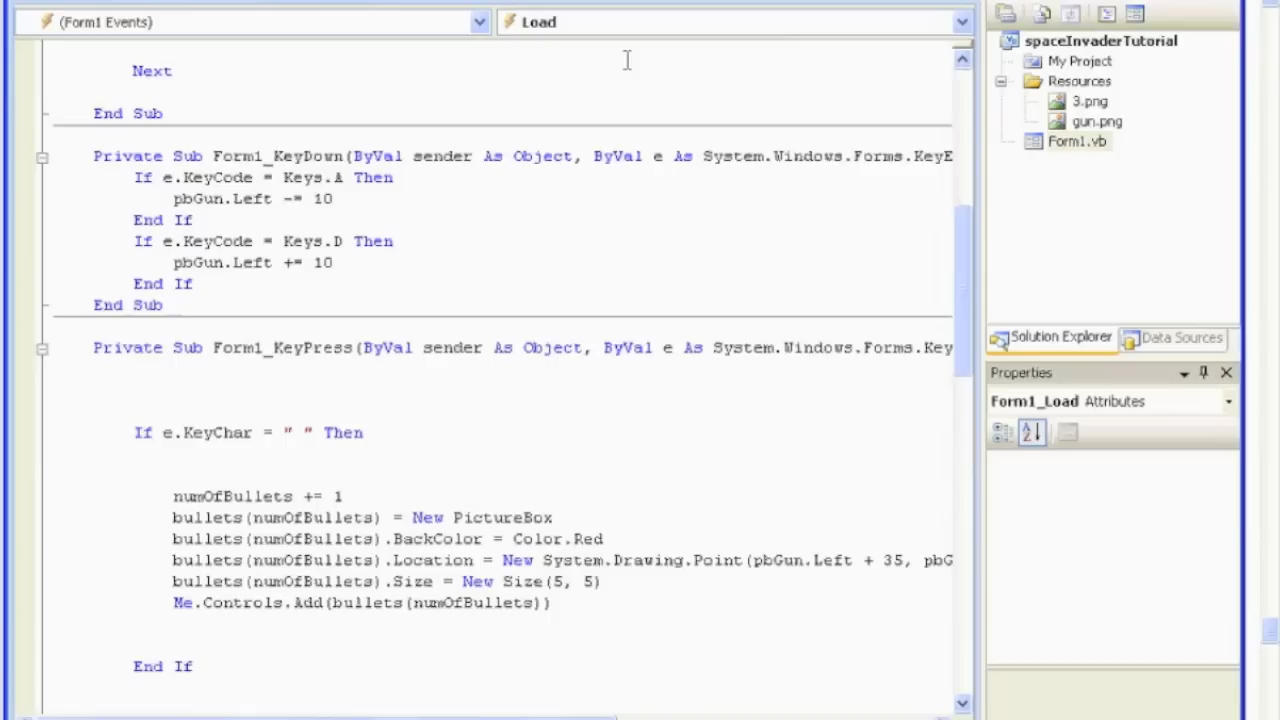 (Form1 Events)
Load
Next
End Sub
Private Sub Form1_KeyDown(ByVal sender As Object, ByVal e As System.Windows.Forms.KeyE
If e.KeyCode = Keys.A Then
pbGun.Left -= 10
End If
If e.KeyCode = Keys.D Then
pbGun.Left += 10
End If
End Sub
Private Sub Form1_KeyPress(ByVal sender As Object, ByVal e As System.Windows.Forms.Key
If e.KeyChar = " " Then
numOfBullets += 1
bullets(numOfBullets) = New PictureBox
bullets(numOfBullets).BackColor = Color.Red
bullets(numOfBullets).Location = New System.Drawing.Point(pbGun.Left + 35, pbG
bullets(numOfBullets).Size = New Size(5, 5)
Me.Controls.Add(bullets(numOfBullets))
End If
spaceInvaderTutorial
My Project
Resources
3.png
gun.png
Form1.vb
Solution Explorer
Data Sources
Properties
Form1_Load Attributes